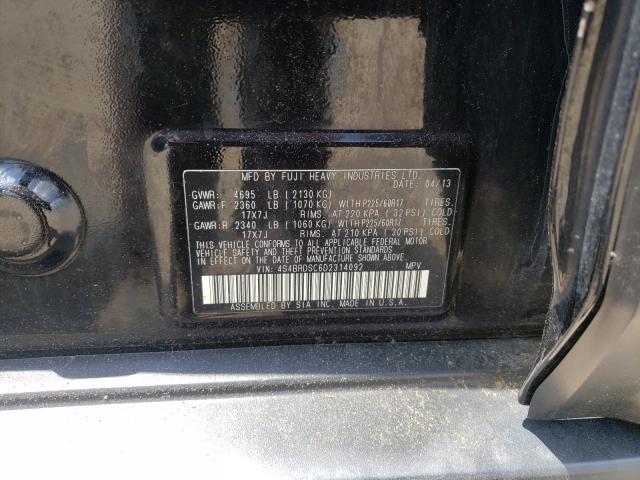 MFD BY FUJI HEAVY INDUSTRIES LTD.
DATE: 04/13
GVWR: 4695 LB (2130 KG)
GAWR:F 2360 LB (1070 KG) WITH P225/60R17 TIRES,
17X7J RIMS, AT 220 KPA (32 PSI) COLD
GAWR:R 2340 LB (1060 KG) WITH P225/60R17 TIRES,
17X7J RIMS, AT 210 KPA (30 PSI) COLD
THIS VEHICLE CONFORMS TO ALL APPLICABLE FEDERAL MOTOR
VEHICLE SAFETY AND THEFT PREVENTION STANDARDS IN
EFFECT ON THE DATE OF MANUFACTURE SHOWN ABOVE.
VIN: 4S4BRDSC6D2314092 MPV
ASSEMBLED BY SIA INC. MADE IN U.S.A.